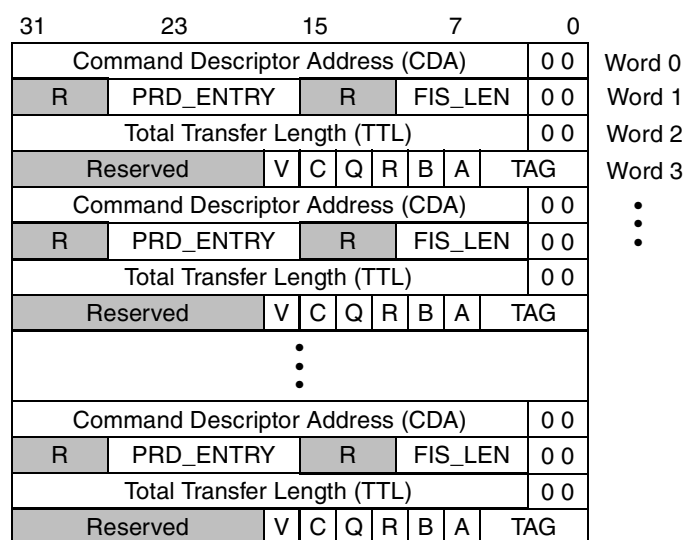 31 23 15 7 0
Command Descriptor Address (CDA) 0 0 Word 0
R PRD_ENTRY R FIS_LEN 0 0 Word 1
Total Transfer Length (TTL) 0 0 Word 2
Reserved V C Q R B A TAG Word 3
Command Descriptor Address (CDA) 0 0
R PRD_ENTRY R FIS_LEN 0 0
Total Transfer Length (TTL) 0 0
Reserved V C Q R B A TAG
Command Descriptor Address (CDA) 0 0
R PRD_ENTRY R FIS_LEN 0 0
Total Transfer Length (TTL) 0 0
Reserved V C Q R B A TAG